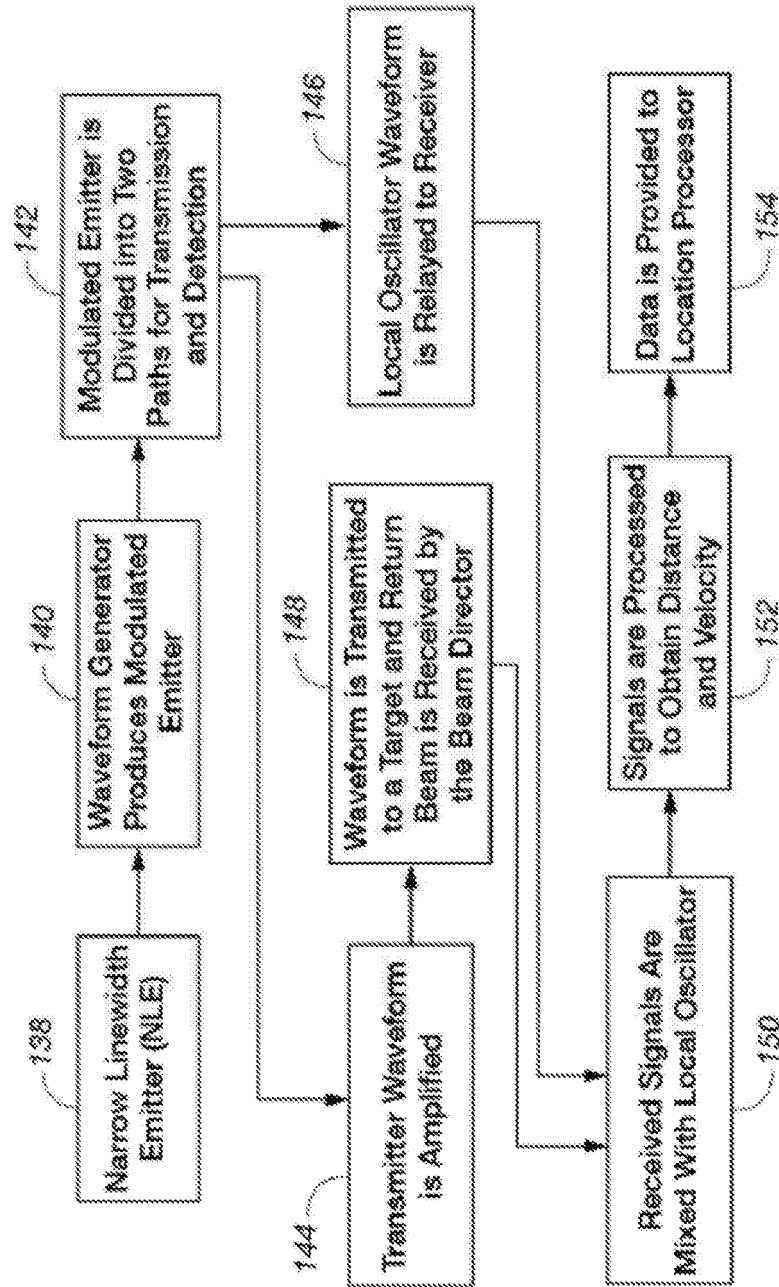 138
Narrow Linewidth
Emitter (NLE)
140
Waveform Generator
Produces Modulated
Emitter
142
Modulated Emitter is
Divided into Two
Paths for Transmission
and Detection
144
Transmitter Waveform
is Amplified
148
Waveform is Transmitted
to a Target and Return
Beam is Received by
the Beam Director
146
Local Oscillator Waveform
is Relayed to Receiver
Received Signals Are
Mixed With Local Oscillator
150
Signals are Processed
to Obtain Distance
and Velocity
152
Data is Provided to
Location Processor
154